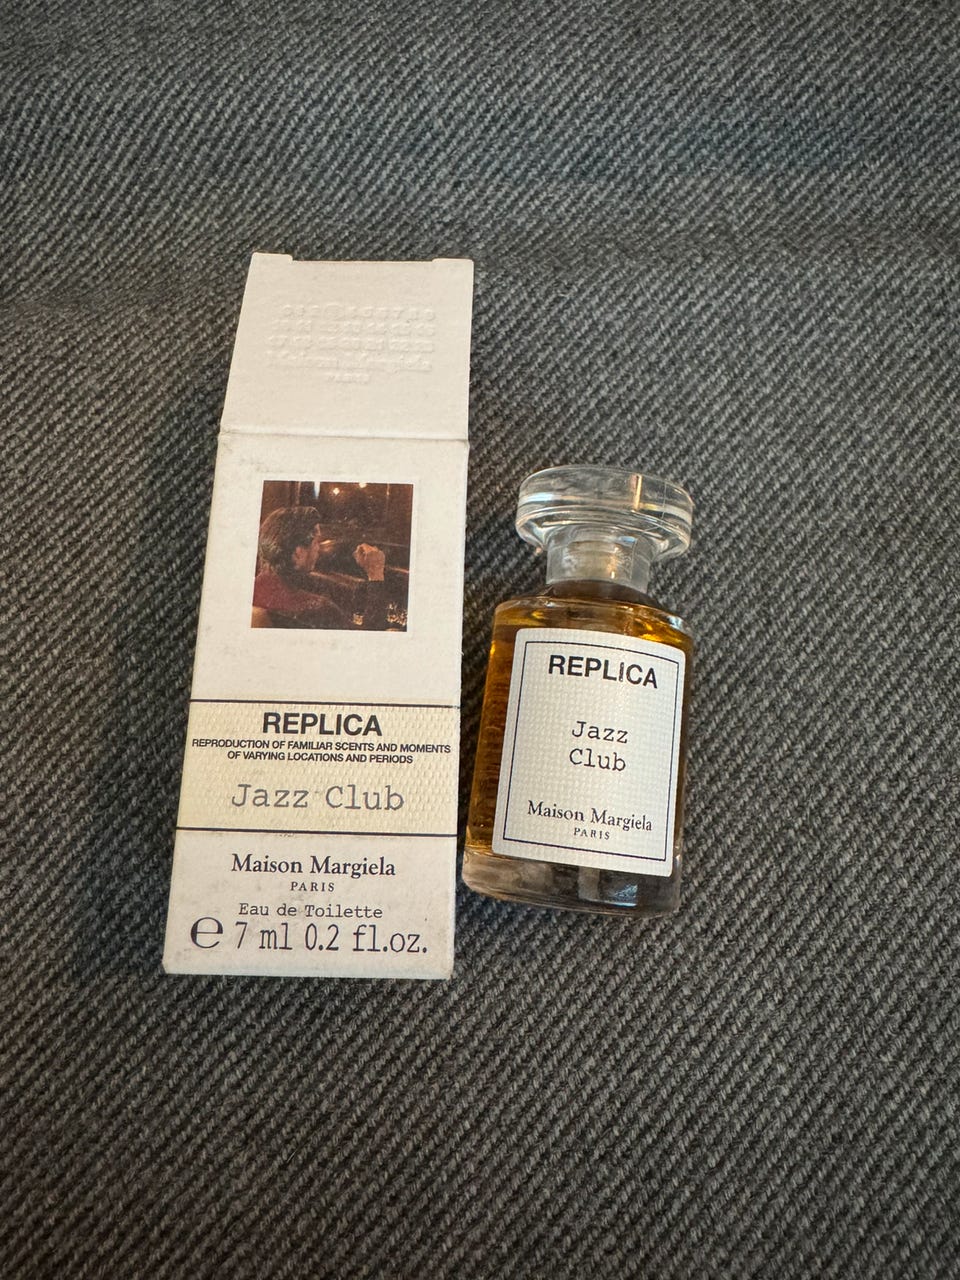 REPLICA
REPRODUCTION OF FAMILIAR SCENTS AND MOMENTS
OF VARYING LOCATIONS AND PERIODS
Jazz Club
Maison Margiela
PARIS
Eau de Toilette
℮ 7 ml 0.2 fl.oz.
REPLICA
Jazz
Club
Maison Margiela
PARIS